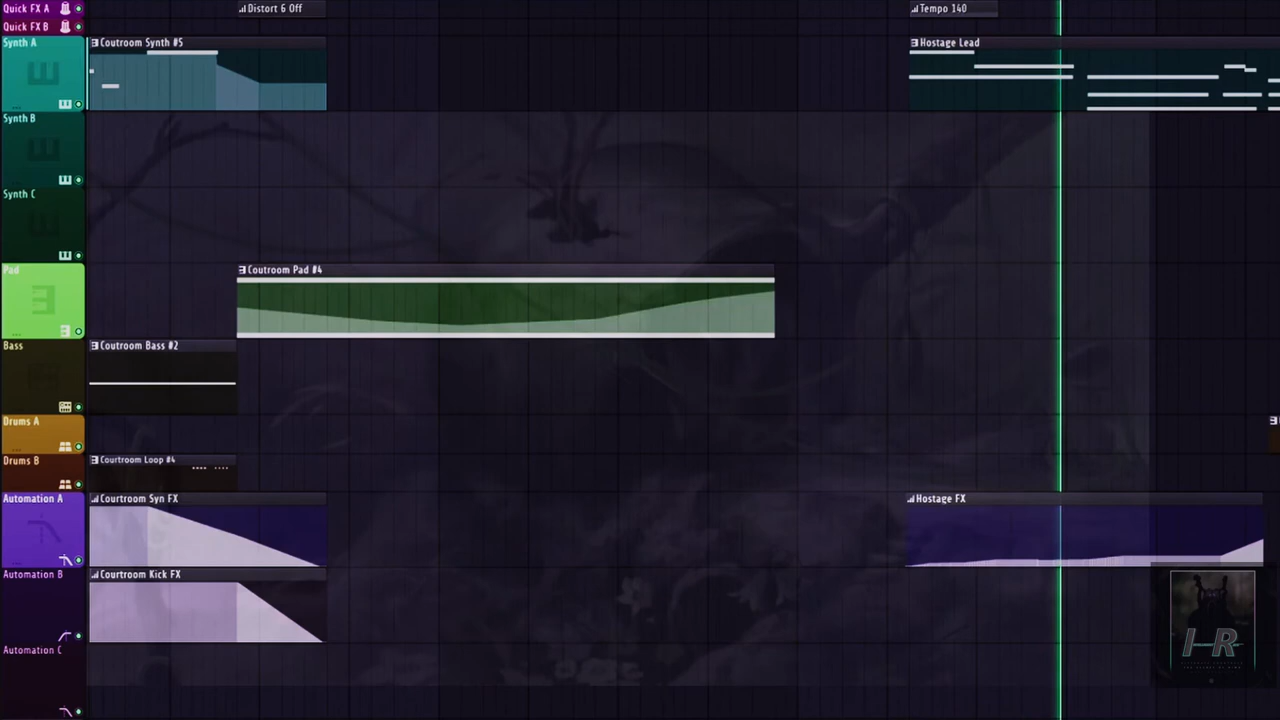 Quick FX A
Distort 6 Off
Tempo 140
Quick FX B
Synth A
Coutroom Synth #5
Hostage Lead
Synth B
Synth C
Pad
Coutroom Pad #4
Bass
Coutroom Bass #2
Drums A
Drums B
Courtroom Loop #4
Automation A
Courtroom Syn FX
Hostage FX
Automation B
Courtroom Kick FX
Automation C
I-R